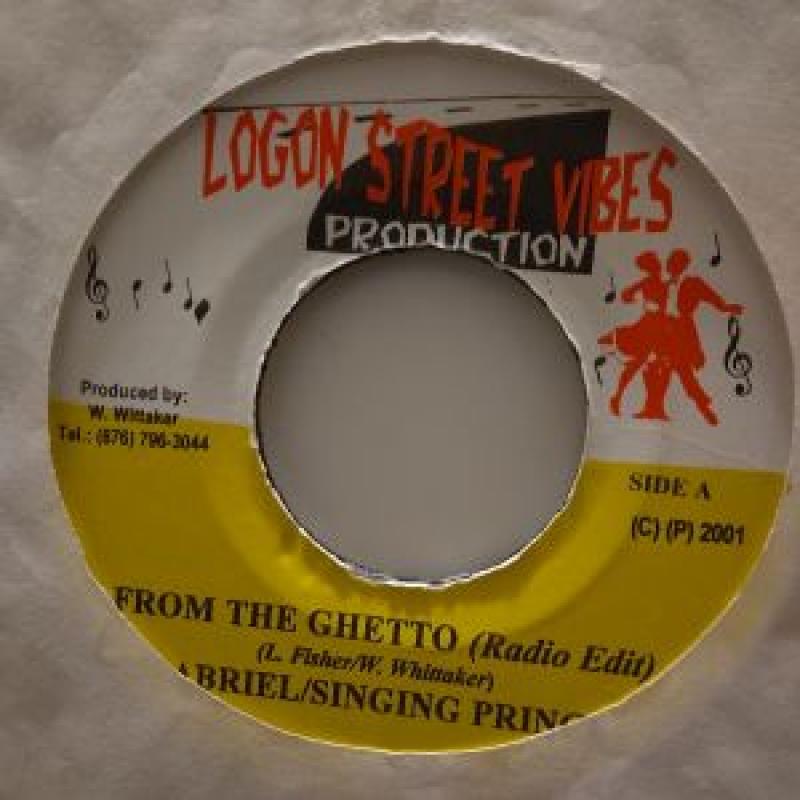 LOGON STREET VIBES
PRODUCTION
Produced by:
W. Wittaker
Tel.: (876) 796-3044
SIDE A
(C) (P) 2001
FROM THE GHETTO (Radio Edit)
(L. Fisher/W. Whittaker)
ABRIEL/SINGING PRINC